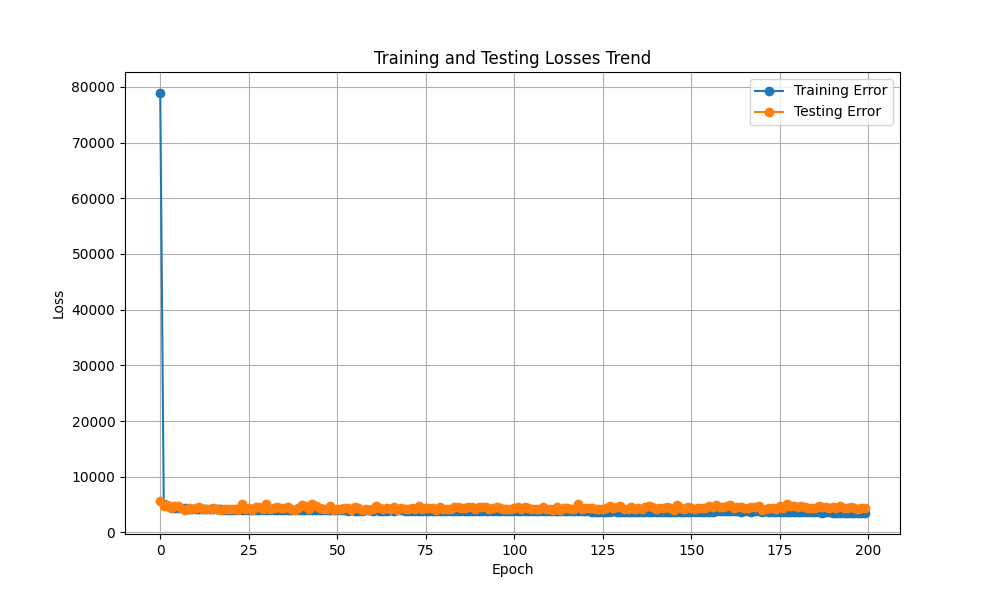 Training and Testing Losses Trend
Training Error
Testing Error
80000
70000
60000
50000
40000
30000
20000
10000
0
Loss
0 25 50 75 100 125 150 175 200
Epoch